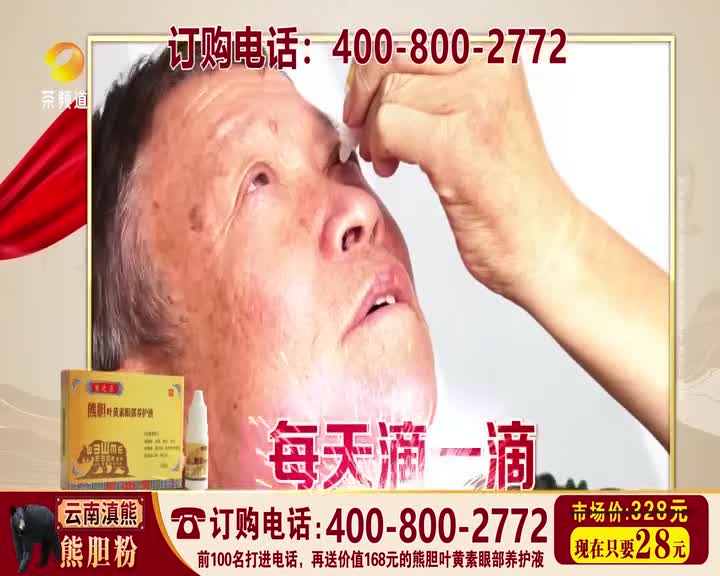 订购电话：400-800-2772
茶频道
熊胆叶黄素眼部养护液
每天滴一滴
云南滇熊
熊胆粉
订购电话:400-800-2772
前100名打进电话，再送价值168元的熊胆叶黄素眼部养护液
市场价:328元
现在只要28元